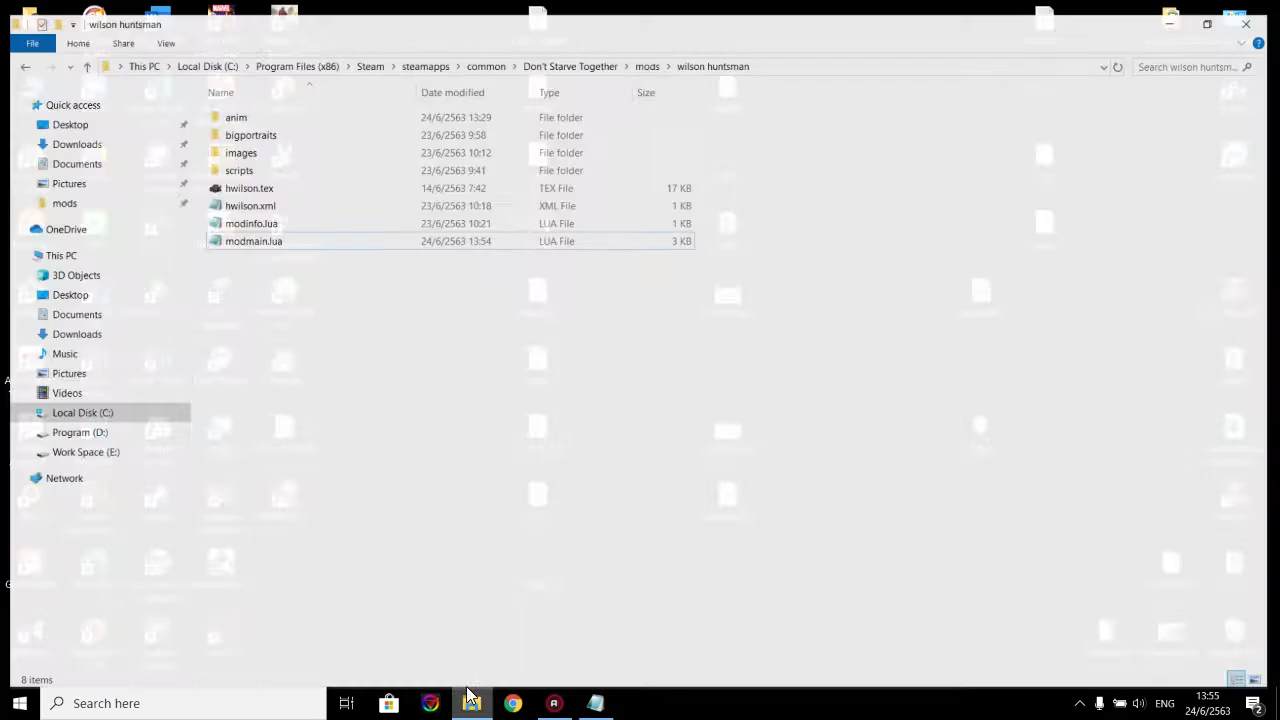 wilson huntsman
File Home Share View
This PC Local Disk (C:) Program Files (x86) Steam steamapps common Don't Starve Together mods wilson huntsman Search wilson huntsm...
Name Date modified Type Size
Quick access
Desktop
Downloads
Documents
Pictures
mods
OneDrive
This PC
3D Objects
Desktop
Documents
Downloads
Music
Pictures
Videos
Local Disk (C:)
Program (D:)
Work Space (E:)
Network
anim 24/6/2563 13:29 File folder
bigportraits 23/6/2563 9:58 File folder
images 23/6/2563 10:12 File folder
scripts 23/6/2563 9:41 File folder
hwilson.tex 14/6/2563 7:42 TEX File 17 KB
hwilson.xml 23/6/2563 10:18 XML File 1 KB
modinfo.lua 23/6/2563 10:21 LUA File 1 KB
modmain.lua 24/6/2563 13:54 LUA File 3 KB
8 items
Search here
ENG
13:55
24/6/2563
2